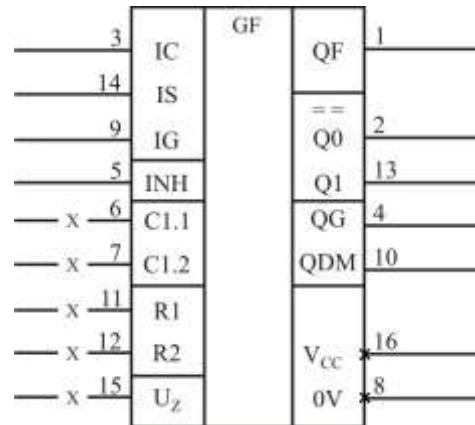 GF
3 IC QF 1
14 IS
9 IG == Q0 2
5 INH Q1 13
X 6 C1.1 QG 4
X 7 C1.2 QDM 10
X 11 R1
X 12 R2 VCC 16
X 15 UZ 0V 8